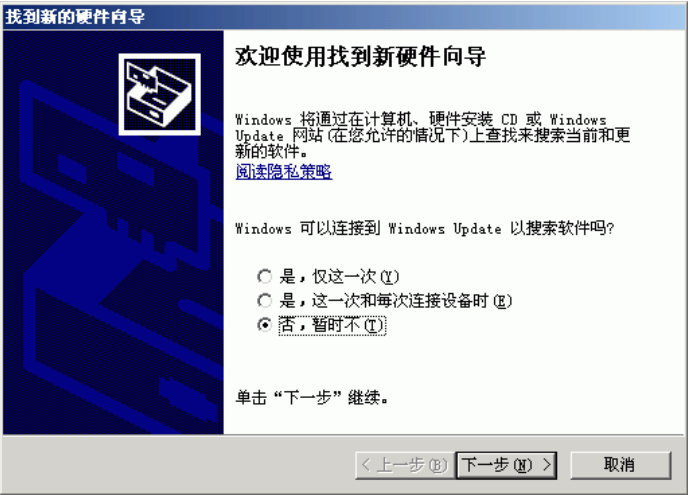 找到新的硬件向导
欢迎使用找到新硬件向导
Windows 将通过在计算机、硬件安装 CD 或 Windows
Update 网站(在您允许的情况下)上查找来搜索当前和更
新的软件。
阅读隐私策略
Windows 可以连接到 Windows Update 以搜索软件吗?
是，仅这一次(Y)
是，这一次和每次连接设备时(E)
否，暂时不(T)
单击“下一步”继续。
< 上一步(B) 下一步(N) > 取消